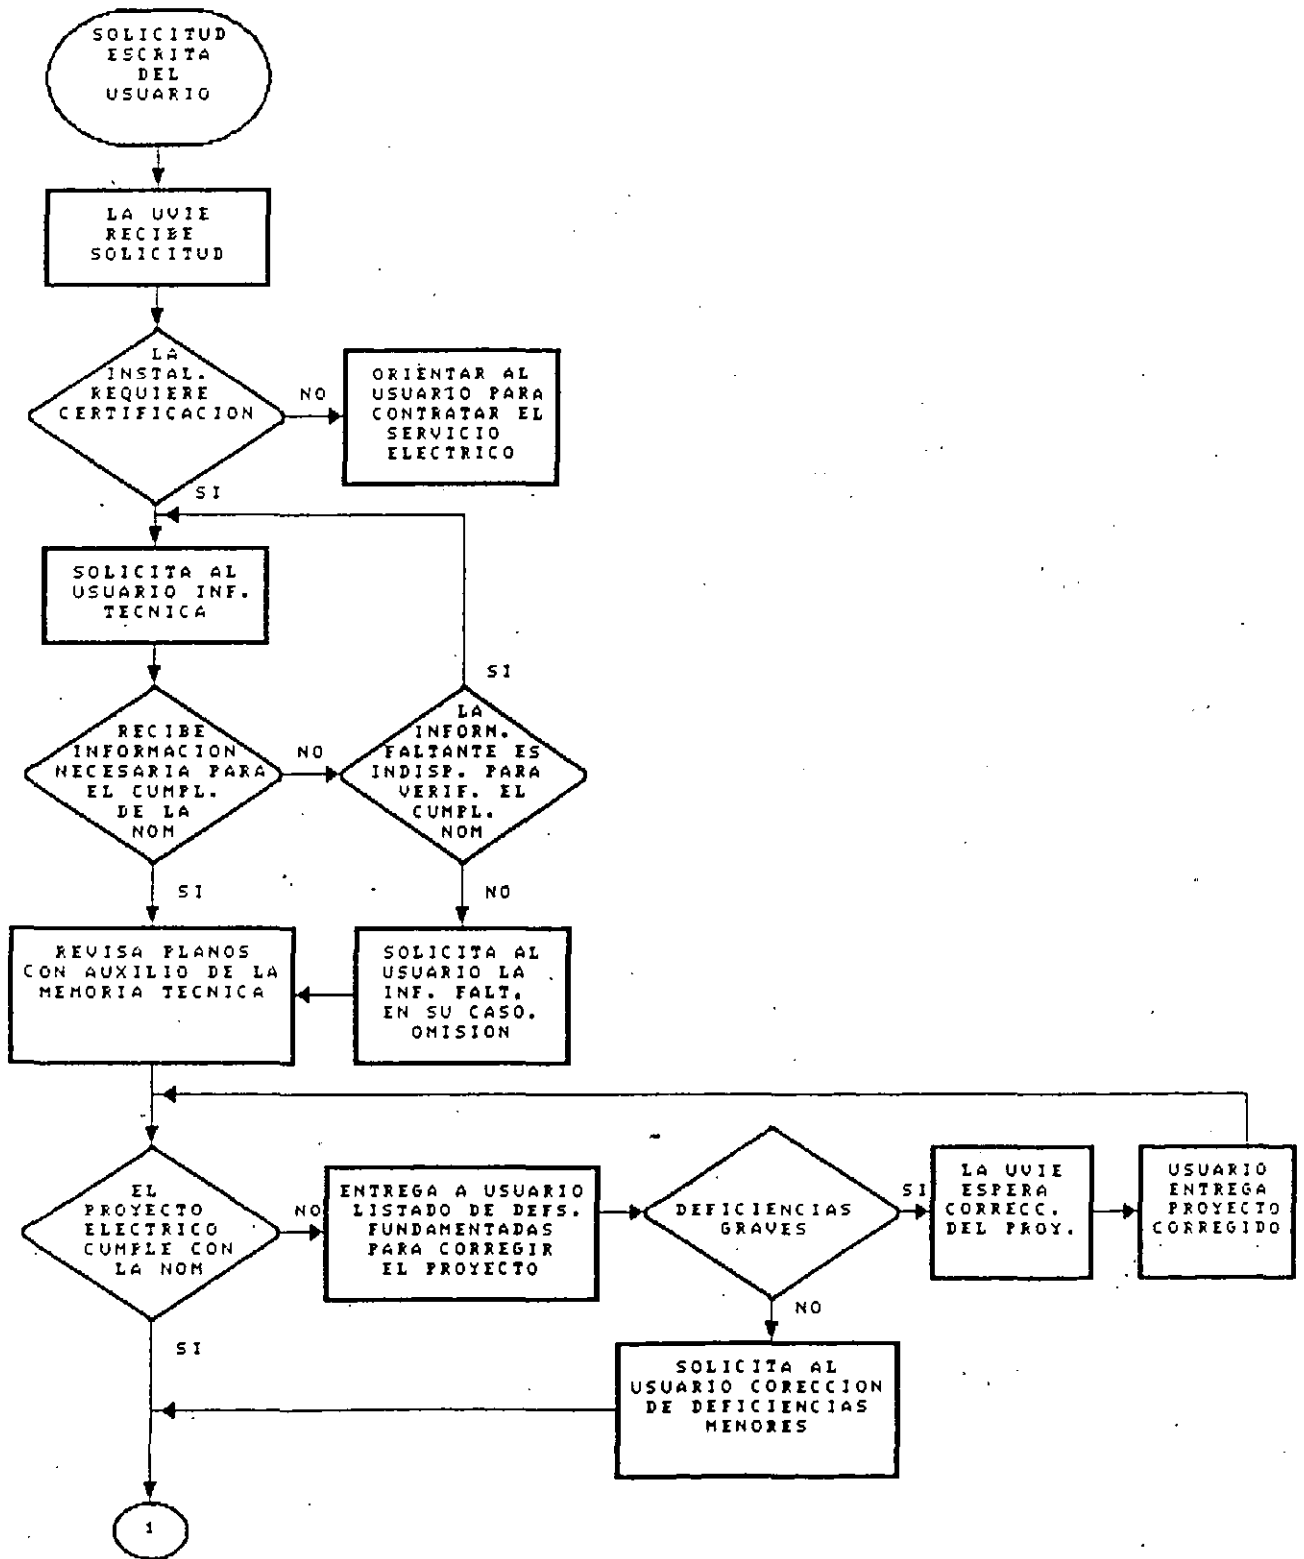 SOLICITUD
ESCRITA
DEL
USUARIO
LA UVIE
RECIBE
SOLICITUD
LA
INSTAL.
REQUIERE
CERTIFICACION
NO
ORIENTAR AL
USUARIO PARA
CONTRATAR EL
SERVICIO
ELECTRICO
SI
SOLICITA AL
USUARIO INF.
TECNICA
RECIBE
INFORMACION
NECESARIA PARA
EL CUMPL.
DE LA
NOM
NO
SI
LA
INFORM.
FALTANTE ES
INDISP. PARA
VERIF. EL
CUMPL.
NOM
SI
NO
REVISA PLANOS
CON AUXILIO DE LA
MEMORIA TECNICA
SOLICITA AL
USUARIO LA
INF. FALT.
EN SU CASO.
OMISION
EL
PROYECTO
ELECTRICO
CUMPLE CON
LA NOM
NO
ENTREGA A USUARIO
LISTADO DE DEFS.
FUNDAMENTADAS
PARA CORREGIR
EL PROYECTO
DEFICIENCIAS
GRAVES
SI
LA UVIE
ESPERA
CORRECC.
DEL PROY.
USUARIO
ENTREGA
PROYECTO
CORREGIDO
NO
SI
SOLICITA AL
USUARIO CORECCION
DE DEFICIENCIAS
MENORES
1